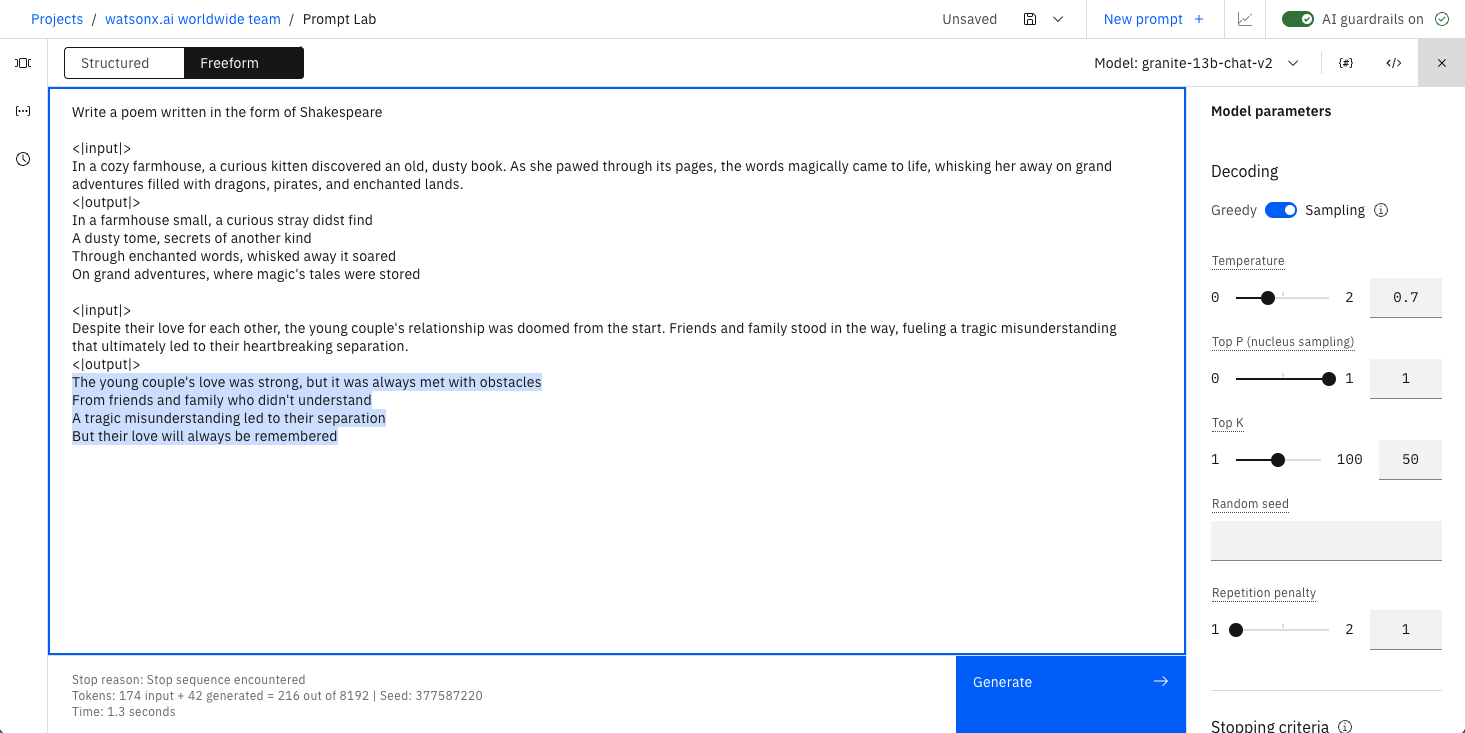 Projects / watsonx.ai worldwide team / Prompt Lab
Unsaved
New prompt +
AI guardrails on
Structured
Freeform
Model: granite-13b-chat-v2
{#}
</>
Write a poem written in the form of Shakespeare
<|input|>
In a cozy farmhouse, a curious kitten discovered an old, dusty book. As she pawed through its pages, the words magically came to life, whisking her away on grand
adventures filled with dragons, pirates, and enchanted lands.
<|output|>
In a farmhouse small, a curious stray didst find
A dusty tome, secrets of another kind
Through enchanted words, whisked away it soared
On grand adventures, where magic's tales were stored
<|input|>
Despite their love for each other, the young couple's relationship was doomed from the start. Friends and family stood in the way, fueling a tragic misunderstanding
that ultimately led to their heartbreaking separation.
<|output|>
The young couple's love was strong, but it was always met with obstacles
From friends and family who didn't understand
A tragic misunderstanding led to their separation
But their love will always be remembered
Stop reason: Stop sequence encountered
Tokens: 174 input + 42 generated = 216 out of 8192 | Seed: 377587220
Time: 1.3 seconds
Generate
Model parameters
Decoding
Greedy
Sampling
Temperature
0 2 0.7
Top P (nucleus sampling)
0 1 1
Top K
1 100 50
Random seed
Repetition penalty
1 2 1
Stopping criteria